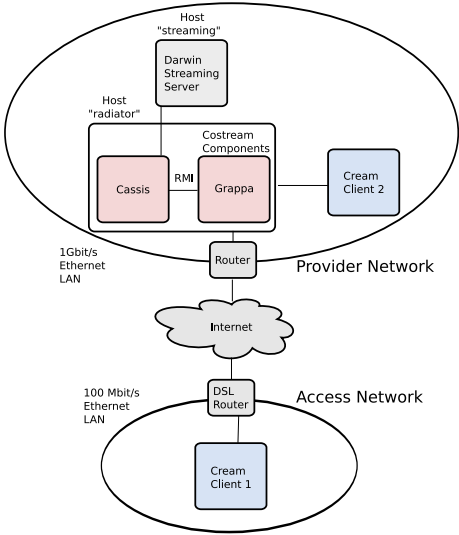 Host
"streaming"
Darwin
Streaming
Server
Host
"radiator"
Costream
Components
Cassis
RMI
Grappa
Cream
Client 2
1Gbit/s
Ethernet
LAN
Router
Provider Network
Internet
100 Mbit/s
Ethernet
LAN
DSL
Router
Access Network
Cream
Client 1